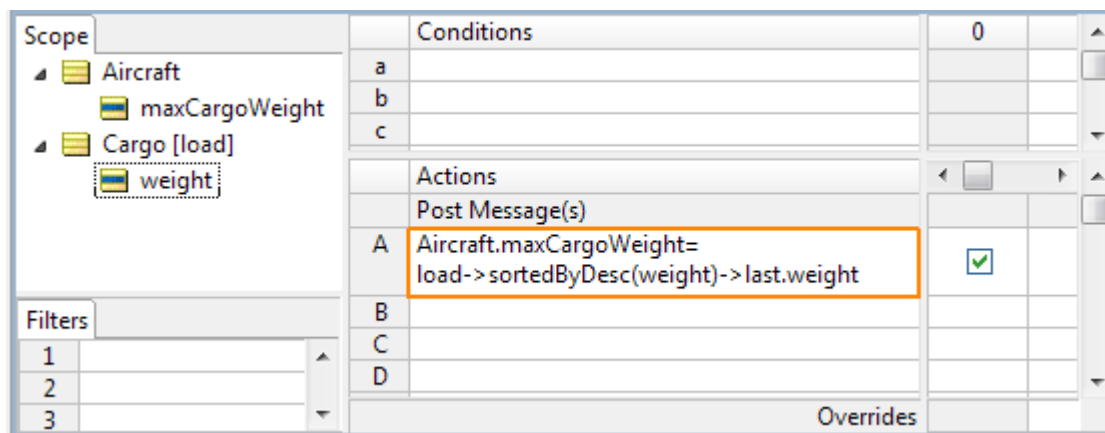 Scope
Aircraft
maxCargoWeight
Cargo [load]
weight
Filters
1
2
3
Conditions 0
a
b
c
Actions
Post Message(s)
A Aircraft.maxCargoWeight=
load->sortedByDesc(weight)->last.weight
B
C
D
Overrides